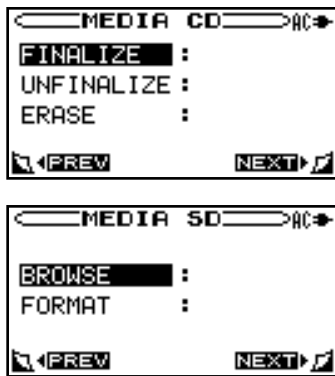 MEDIA CD AC
FINALIZE :
UNFINALIZE :
ERASE :
PREV NEXT
MEDIA SD AC
BROWSE :
FORMAT :
PREV NEXT